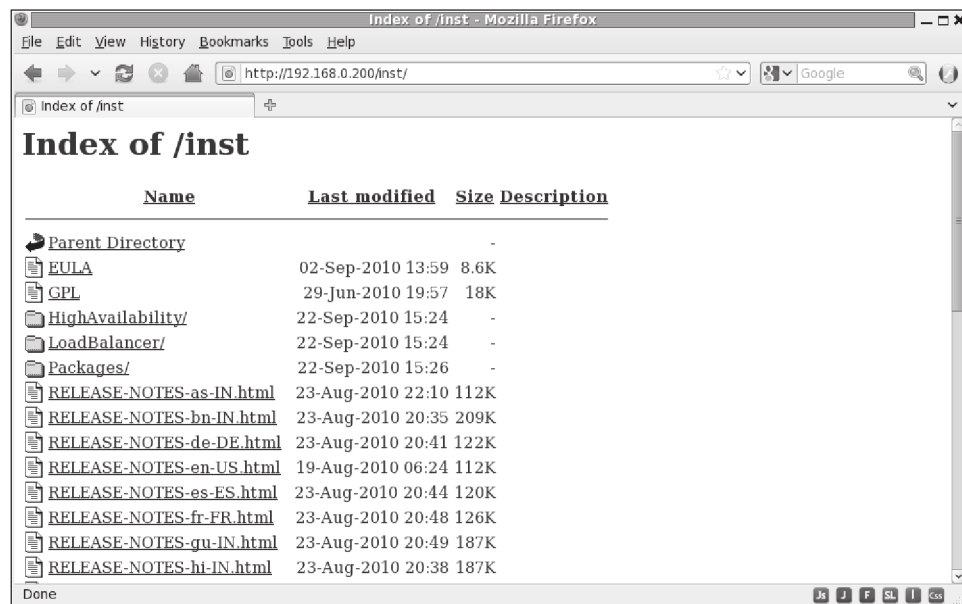 Index of /inst - Mozilla Firefox
File Edit View History Bookmarks Tools Help
http://192.168.0.200/inst/ Google
Index of /inst
Index of /inst
Name Last modified Size Description
Parent Directory -
EULA 02-Sep-2010 13:59 8.6K
GPL 29-Jun-2010 19:57 18K
HighAvailability/ 22-Sep-2010 15:24 -
LoadBalancer/ 22-Sep-2010 15:24 -
Packages/ 22-Sep-2010 15:26 -
RELEASE-NOTES-as-IN.html 23-Aug-2010 22:10 112K
RELEASE-NOTES-bn-IN.html 23-Aug-2010 20:35 209K
RELEASE-NOTES-de-DE.html 23-Aug-2010 20:41 122K
RELEASE-NOTES-en-US.html 19-Aug-2010 06:24 112K
RELEASE-NOTES-es-ES.html 23-Aug-2010 20:44 120K
RELEASE-NOTES-fr-FR.html 23-Aug-2010 20:48 126K
RELEASE-NOTES-gu-IN.html 23-Aug-2010 20:49 187K
RELEASE-NOTES-hi-IN.html 23-Aug-2010 20:38 187K
Done Js J F SL I Css